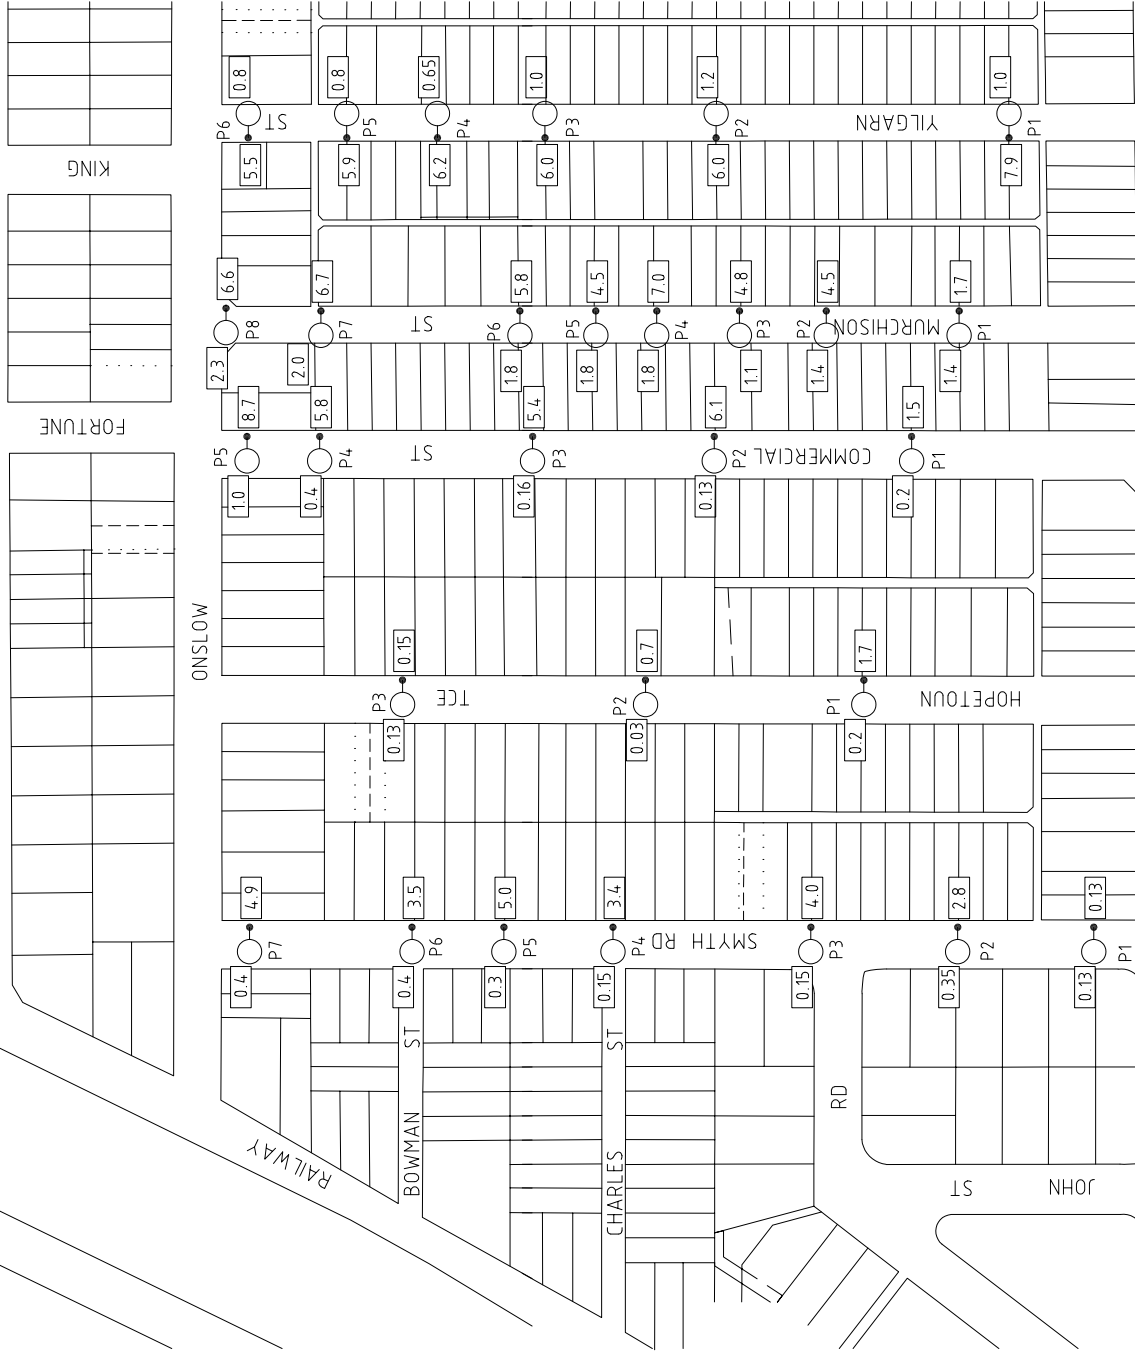 0.8
0.8
0.65
1.0
1.2
1.0
P6
ST
P5
P4
P3
P2
YILGARN
P1
5.5
5.9
6.2
6.0
6.0
7.9
KING
6.6
6.7
5.8
4.5
7.0
4.8
4.5
1.7
P8
P7
ST
P6
P5
P4
P3
P2
MURCHISON
P1
2.3
2.0
1.8
1.8
1.8
1.1
1.4
1.4
8.7
5.8
5.4
6.1
1.5
FORTUNE
P5
P4
ST
P3
P2
COMMERCIAL
P1
1.0
0.4
0.16
0.13
0.2
ONSLOW
0.15
0.7
1.7
P3
TCE
P2
P1
HOPETOUN
0.13
0.03
0.2
4.9
3.5
5.0
3.4
4.0
2.8
0.13
P7
P6
P5
P4
SMYTH RD
P3
P2
P1
0.4
0.4
0.3
0.15
0.15
0.35
0.13
BOWMAN ST
CHARLES ST
RD
RAILWAY
JOHN ST